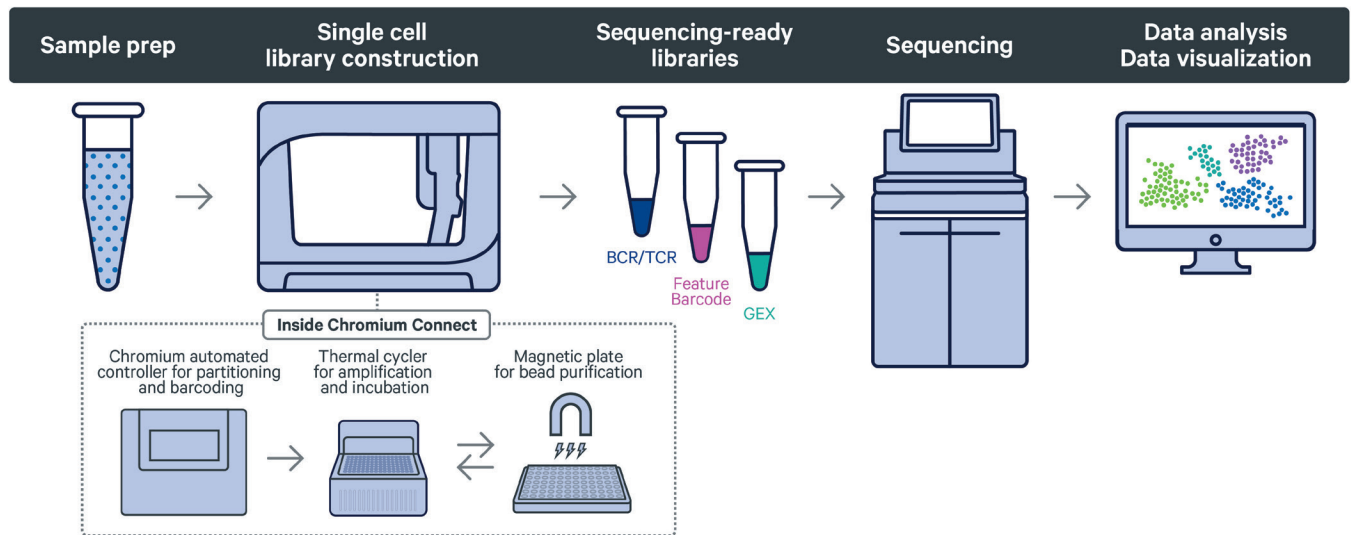 Sample prep
Single cell
library construction
Sequencing-ready
libraries
Sequencing
Data analysis
Data visualization
BCR/TCR
Feature
Barcode
GEX
Inside Chromium Connect
Chromium automated
controller for partitioning
and barcoding
Thermal cycler
for amplification
and incubation
Magnetic plate
for bead purification